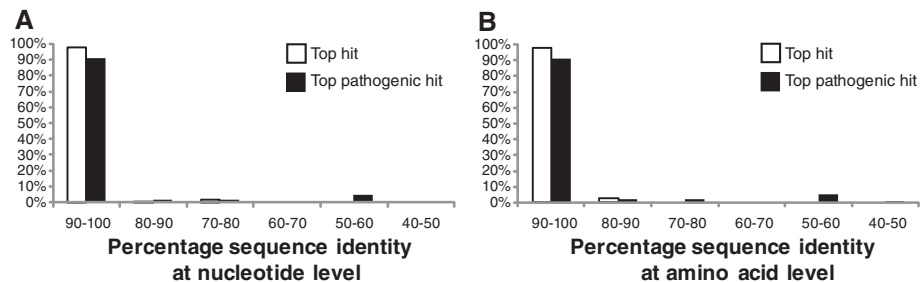 A
100%
90%
80%
70%
60%
50%
40%
30%
20%
10%
0%
Top hit
Top pathogenic hit
90-100 80-90 70-80 60-70 50-60 40-50
Percentage sequence identity
at nucleotide level
B
100%
90%
80%
70%
60%
50%
40%
30%
20%
10%
0%
Top hit
Top pathogenic hit
90-100 80-90 70-80 60-70 50-60 40-50
Percentage sequence identity
at amino acid level